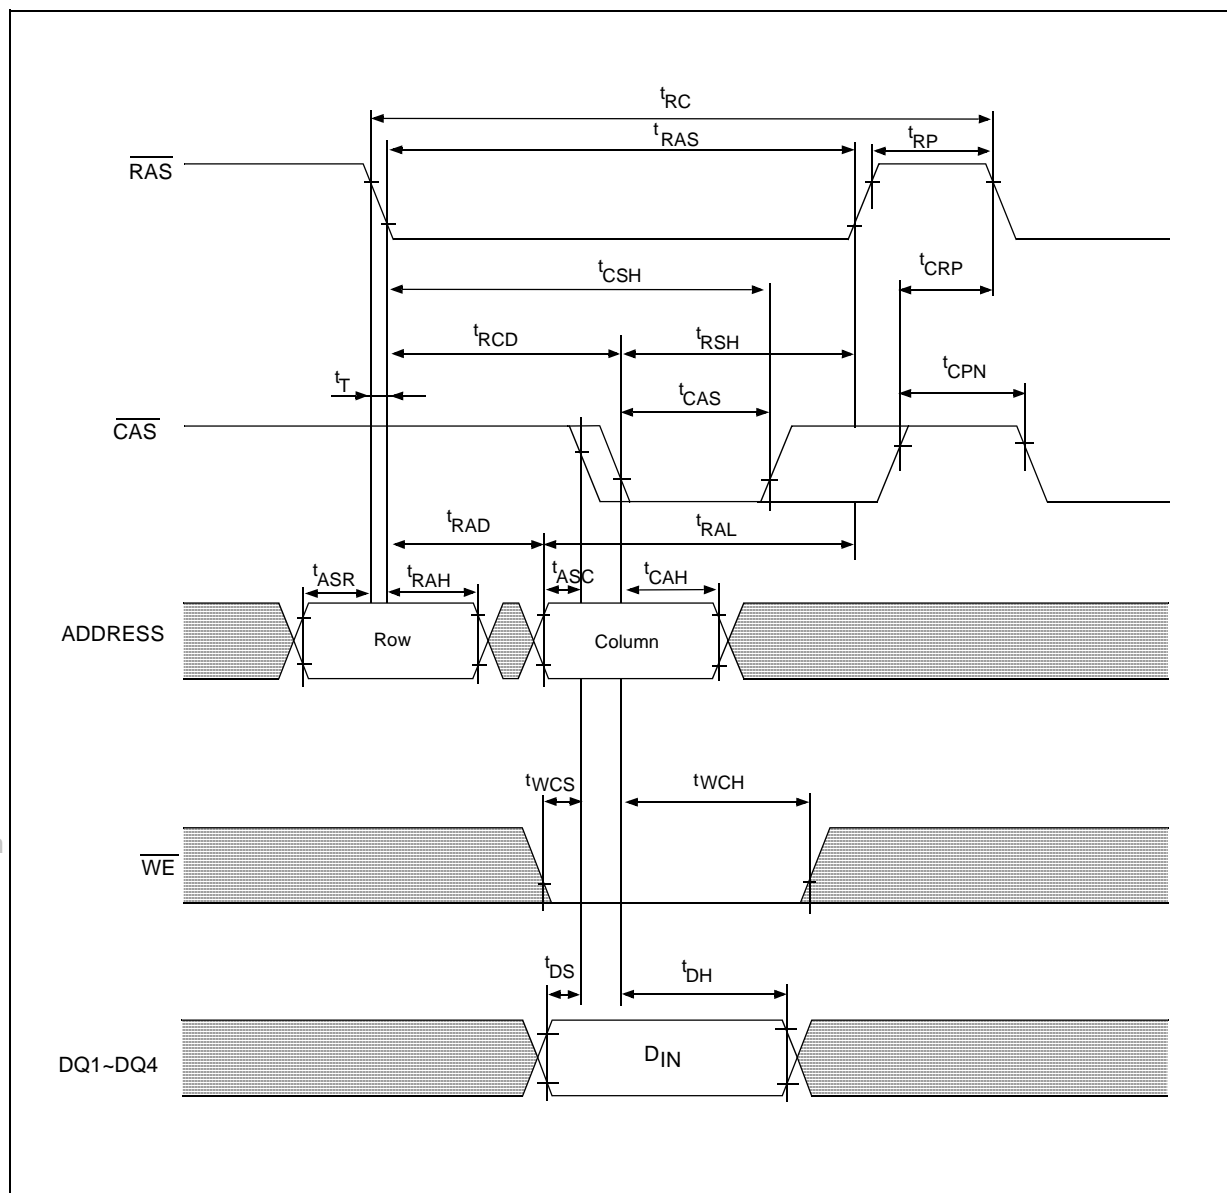 tRC
tRAS
tRP
RAS
tCRP
tCSH
tRCD
tRSH
tCPN
tT
tCAS
CAS
tRAD
tRAL
tASR
tRAH
tASC
tCAH
ADDRESS
Row
Column
tWCS
tWCH
WE
tDS
tDH
DQ1~DQ4
DIN